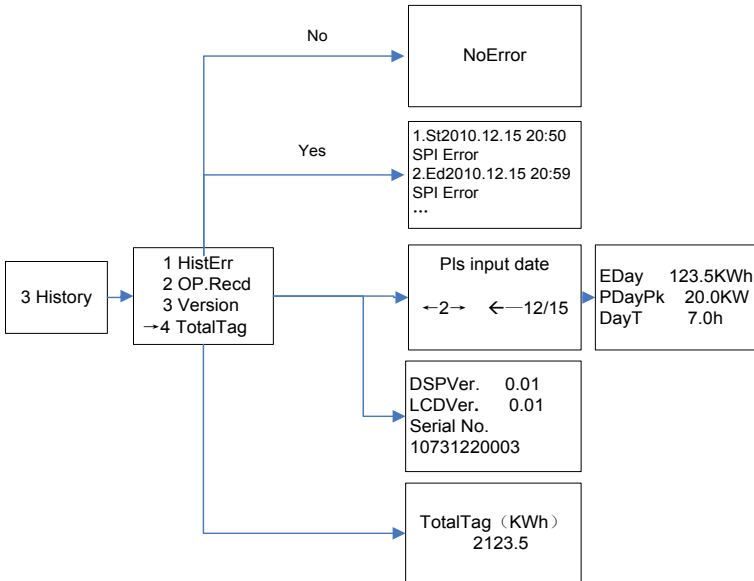 No
NoError
Yes
1.St2010.12.15 20:50
SPI Error
2.Ed2010.12.15 20:59
SPI Error
...
3 History
1 HistErr
2 OP.Recd
3 Version
→4 TotalTag
Pls input date
←2→ ←—12/15
EDay 123.5KWh
PDayPk 20.0KW
DayT 7.0h
DSPVer. 0.01
LCDVer. 0.01
Serial No.
10731220003
TotalTag（KWh）
2123.5